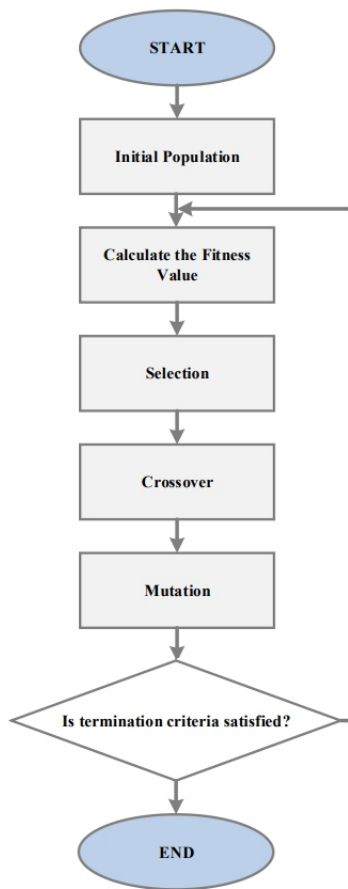 START
Initial Population
Calculate the Fitness
Value
Selection
Crossover
Mutation
Is termination criteria satisfied?
END